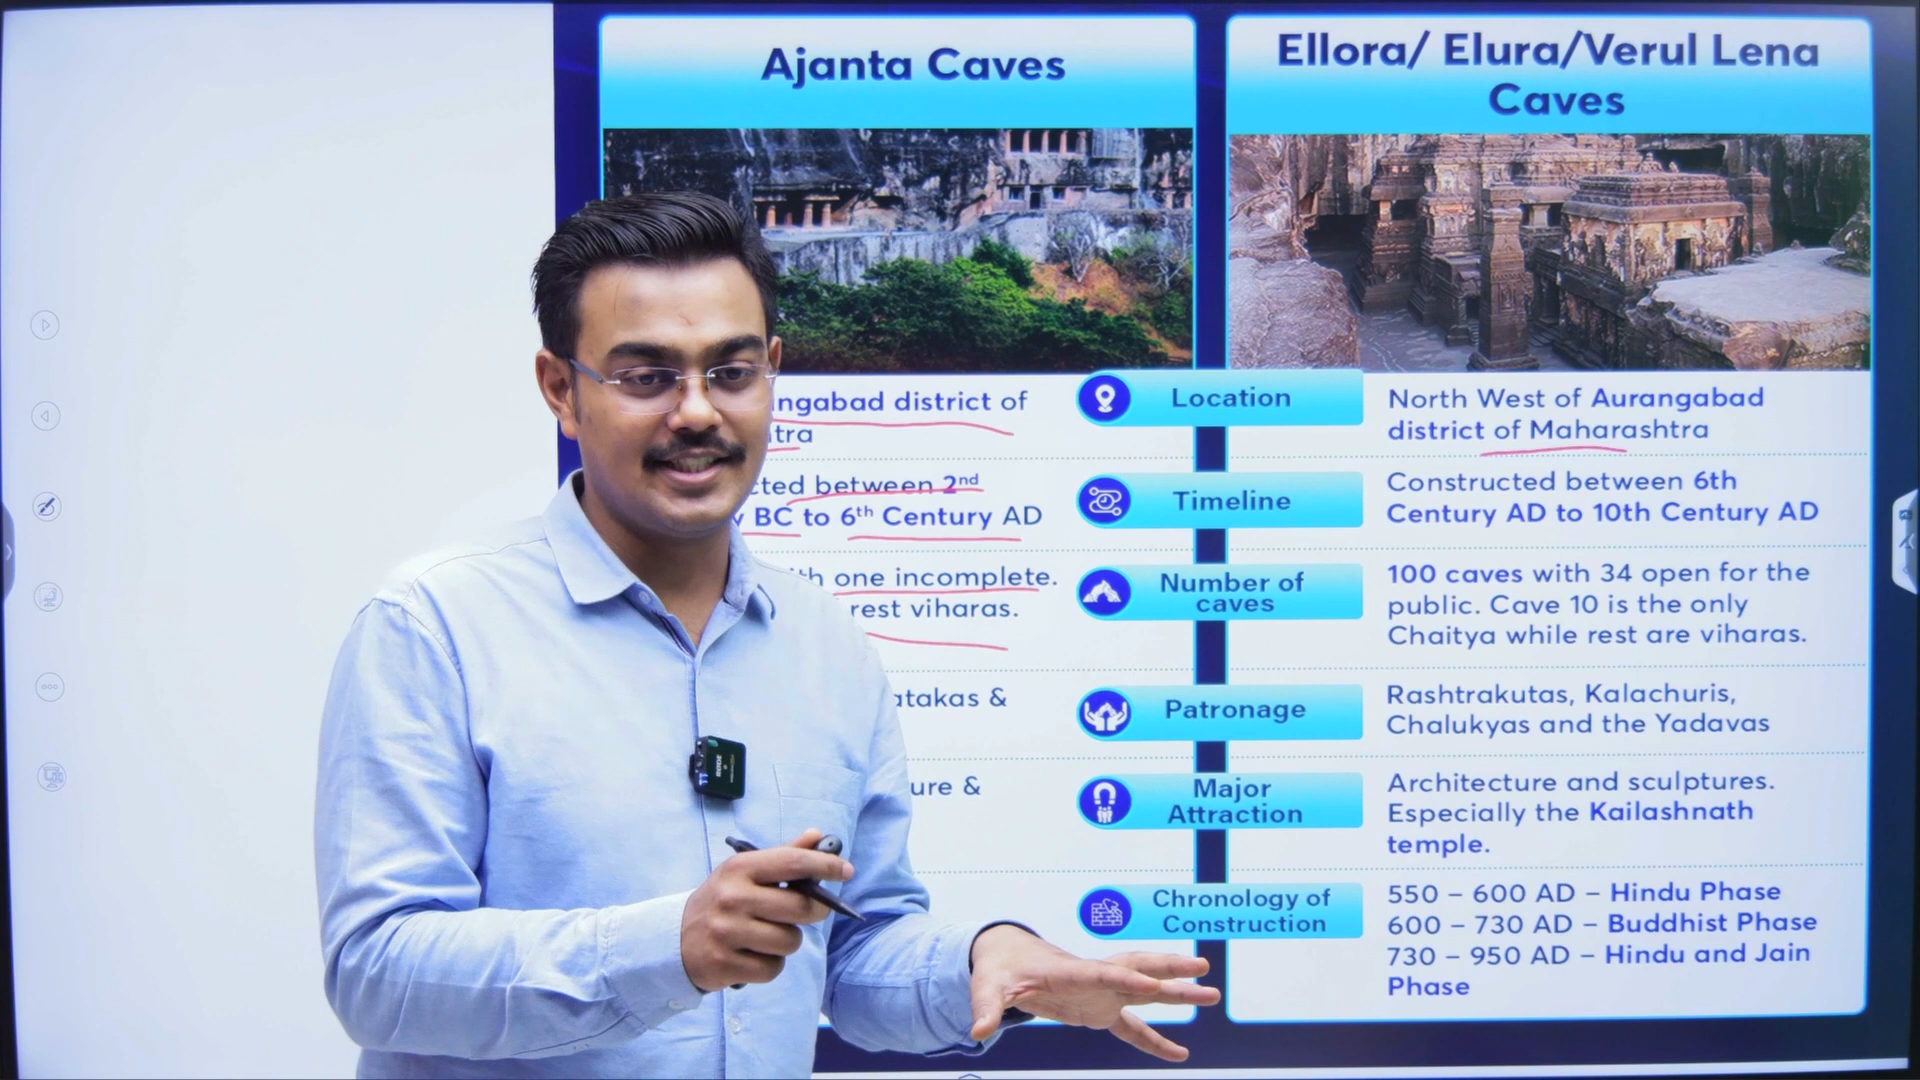 Ajanta Caves
Ellora/ Elura/Verul Lena
Caves
district of
between 2nd
BC to 6th Century AD
one incomplete.
rest viharas.
&
&
Location
Timeline
Number of
caves
Patronage
Major
Attraction
Chronology of
Construction
North West of Aurangabad
district of Maharashtra
Constructed between 6th
Century AD to 10th Century AD
100 caves with 34 open for the
public. Cave 10 is the only
Chaitya while rest are viharas.
Rashtrakutas, Kalachuris,
Chalukyas and the Yadavas
Architecture and sculptures.
Especially the Kailashnath
temple.
550 – 600 AD – Hindu Phase
600 – 730 AD – Buddhist Phase
730 – 950 AD – Hindu and Jain
Phase
RODE